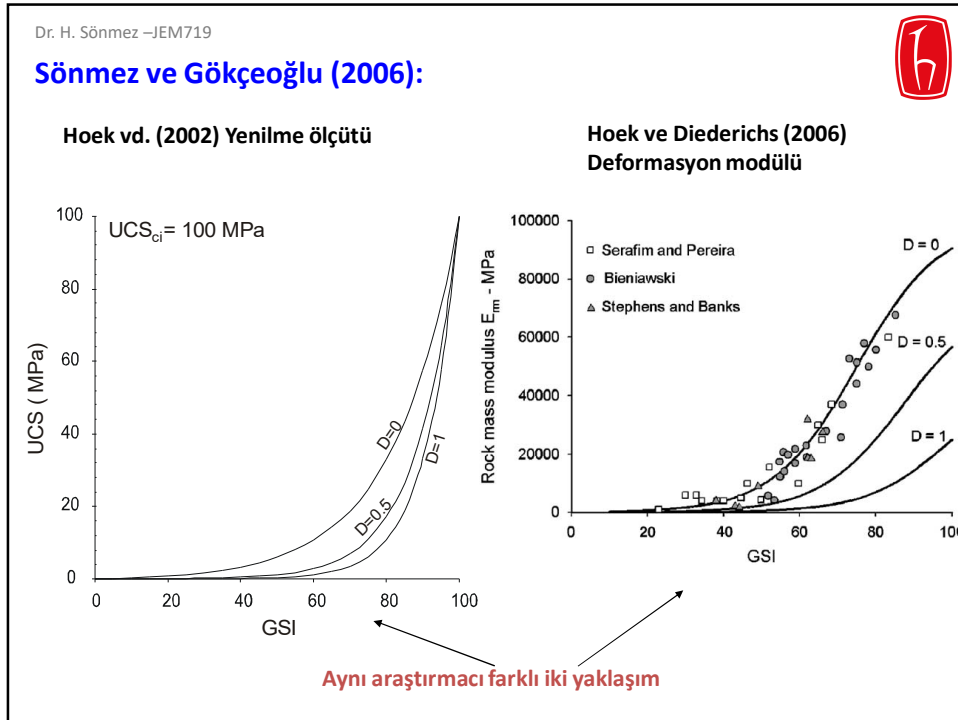 Dr. H. Sönmez –JEM719
Sönmez ve Gökçeoğlu (2006):
Hoek vd. (2002) Yenilme ölçütü
Hoek ve Diederichs (2006)
Deformasyon modülü
UCS ( MPa)
100
80
60
40
20
0
UCSci= 100 MPa
D=0
D=0.5
D=1
0 20 40 60 80 100
GSI
Rock mass modulus Erm - MPa
100000
80000
60000
40000
20000
0
Serafim and Pereira
Bieniawski
Stephens and Banks
D = 0
D = 0.5
D = 1
0 20 40 60 80 100
GSI
Aynı araştırmacı farklı iki yaklaşım